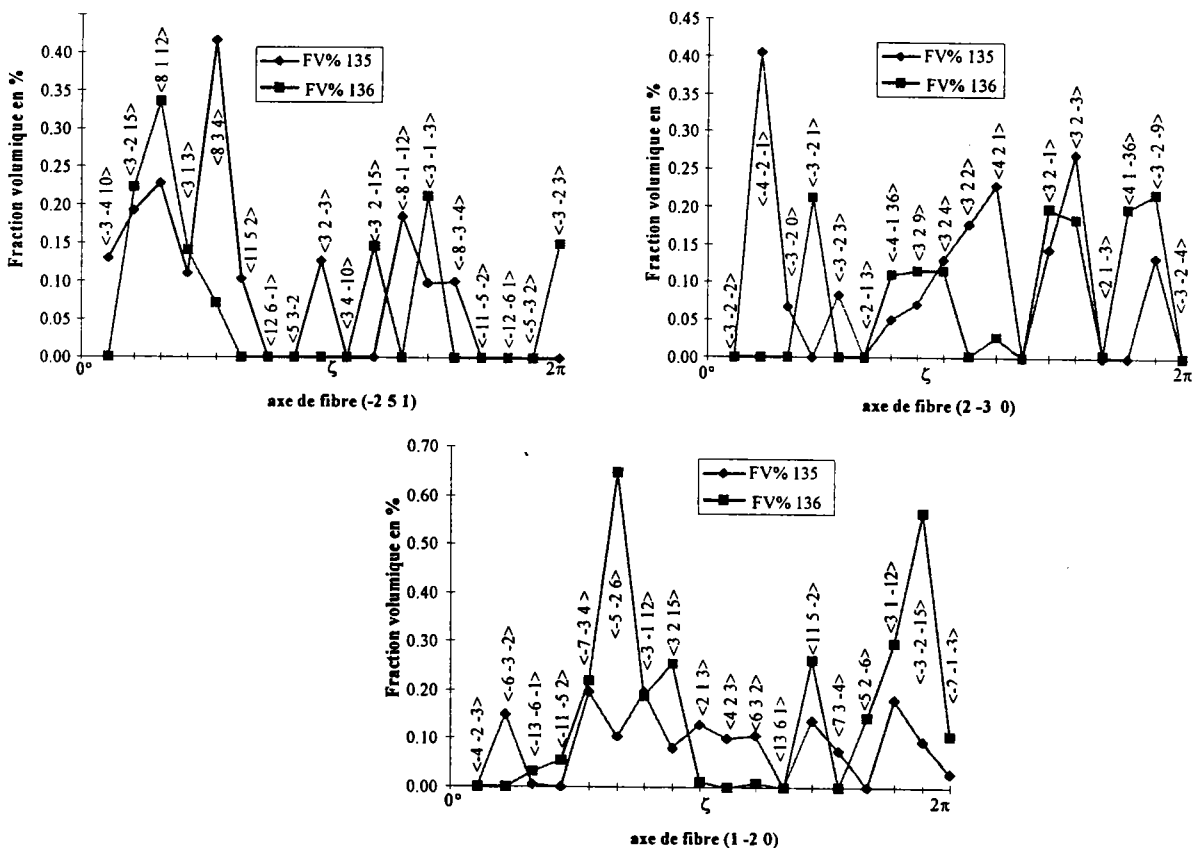 Fraction volumique en %
0.40
0.35
0.30
0.25
0.20
0.15
0.10
0.05
0.00
FV% 135
FV% 136
<-3 -4 10>
<3 -2 15>
<8 1 12>
<3 1 3>
<8 3 4>
<11 5 2>
<12 6 -1>
<5 3 -2
<3 2 -3>
<3 4 -10>
<-3 2 -15>
<-8 -1 -12>
<-3 -1 -3>
<-8 -3 -4>
<-11 -5 -2>
<-12 -6 1>
<-5 -3 2>
<-3 -2 3>
0° ζ 2π
axe de fibre (-2 5 1)
Fraction volumique en %
0.45
0.40
0.35
0.30
0.25
0.20
0.15
0.10
0.05
0.00
FV% 135
FV% 136
<-3 -2 -2>
<-4 -2 -1>
<-3 -2 0>
<-3 -2 1>
<-3 -2 3>
<-2 -1 3>
<-4 -1 36>
<3 2 9>
<3 2 4>
<3 2 2>
<4 2 1>
<3 2 -1>
<3 2 -3>
<2 1 -3>
<4 1 -36>
<-3 -2 -9>
<-3 -2 -4>
0° ζ 2π
axe de fibre (2 -3 0)
Fraction volumique en %
0.70
0.60
0.50
0.40
0.30
0.20
0.10
0.00
FV% 135
FV% 136
<-4 -2 -3>
<-6 -3 -2>
<-13 -6 -1>
<-11 -5 2>
<-7 -3 4 >
<-5 -2 6>
<-3 -1 12>
<3 2 15>
<2 1 3>
<4 2 3>
<6 3 2>
<13 6 1>
<11 5 -2>
<7 3 -4>
<5 2 -6>
<3 1 -12>
<-3 -2 -15>
<-2 -1 -3>
0° ζ 2π
axe de fibre (1 -2 0)